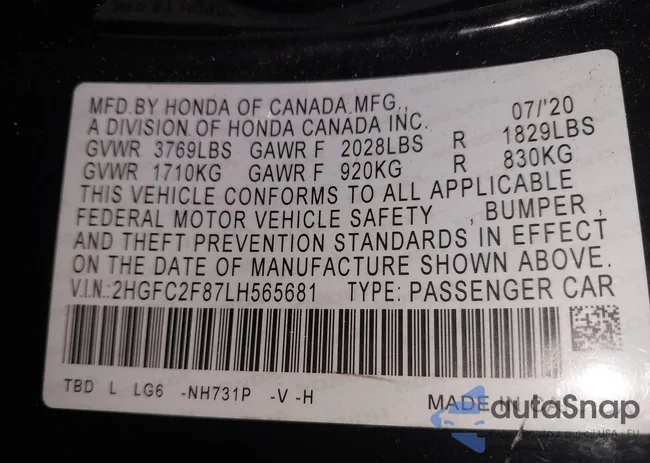 MFD.BY HONDA OF CANADA MFG., 07/'20
A DIVISION OF HONDA CANADA INC.
GVWR 3769LBS GAWR F 2028LBS R 1829LBS
GVWR 1710KG GAWR F 920KG R 830KG
THIS VEHICLE CONFORMS TO ALL APPLICABLE
FEDERAL MOTOR VEHICLE SAFETY , BUMPER ,
AND THEFT PREVENTION STANDARDS IN EFFECT
ON THE DATE OF MANUFACTURE SHOWN ABOVE.
V.I.N.:2HGFC2F87LH565681 TYPE: PASSENGER CAR
TBD L LG6 -NH731P -V -H MADE IN
autoSnap